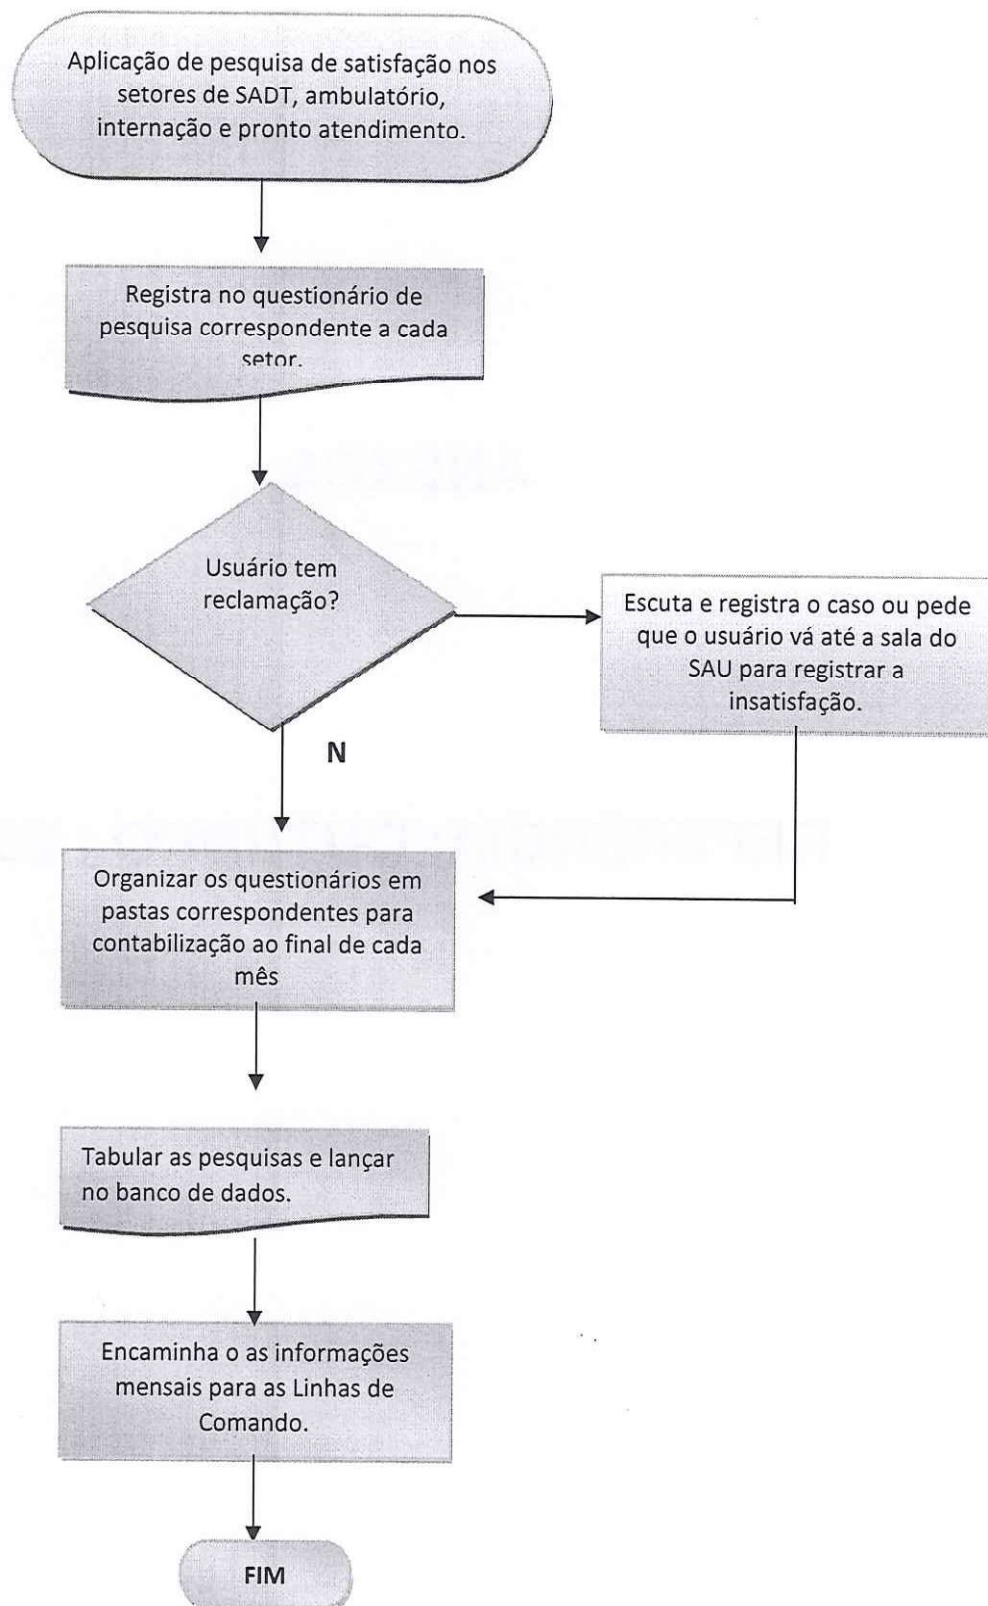 Aplicação de pesquisa de satisfação nos
setores de SADT, ambulatório,
internação e pronto atendimento.
Registra no questionário de
pesquisa correspondente a cada
setor.
Usuário tem
reclamação?
Escuta e registra o caso ou pede
que o usuário vá até a sala do
SAU para registrar a
insatisfação.
N
Organizar os questionários em
pastas correspondentes para
contabilização ao final de cada
mês
Tabular as pesquisas e lançar
no banco de dados.
Encaminha o as informações
mensais para as Linhas de
Comando.
FIM